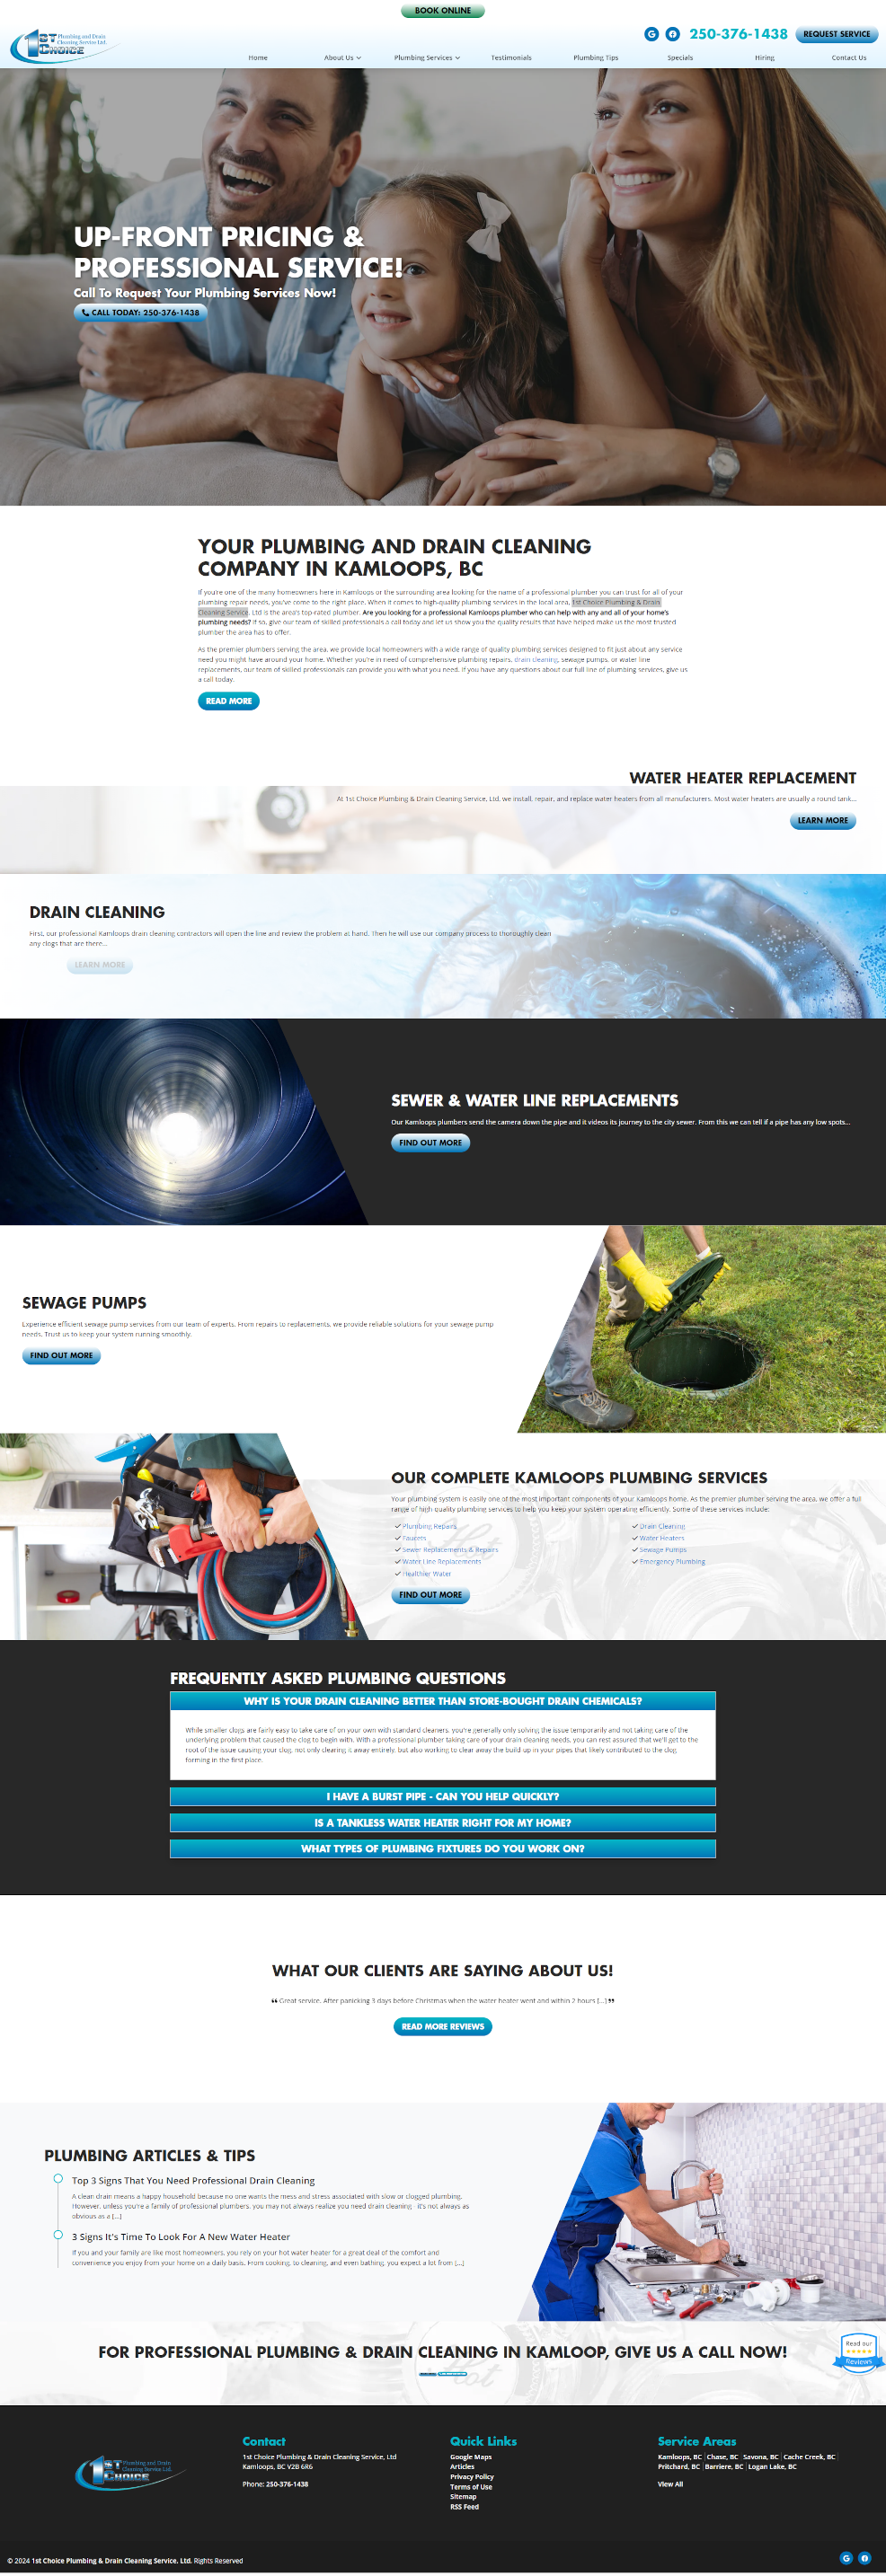 BOOK ONLINE
1ST CHOICE
Plumbing and Drain
Cleaning Service Ltd.
250-376-1438
REQUEST SERVICE
Home
About Us
Plumbing Services
Testimonials
Plumbing Tips
Specials
Hiring
Contact Us
UP-FRONT PRICING &
PROFESSIONAL SERVICE!
Call To Request Your Plumbing Services Now!
CALL TODAY: 250-376-1438
YOUR PLUMBING AND DRAIN CLEANING
COMPANY IN KAMLOOPS, BC
If you're one of the many homeowners here in Kamloops or the surrounding area looking for the name of a professional plumber you can trust for all of your
plumbing repair needs, you've come to the right place. When it comes to high-quality plumbing services in the local area, 1st Choice Plumbing & Drain
Cleaning Service, Ltd is the area's top-rated plumber. Are you looking for a professional Kamloops plumber who can help with any and all of your home's
plumbing needs? If so, give our team of skilled professionals a call today and let us show you the quality results that have helped make us the most trusted
plumber the area has to offer.
As the premier plumbers serving the area, we provide local homeowners with a wide range of quality plumbing services designed to fit just about any service
need you might have around your home. Whether you're in need of comprehensive plumbing repairs, drain cleaning, sewage pumps, or water line
replacements, our team of skilled professionals can provide you with what you need. If you have any questions about our full line of plumbing services, give us
a call today.
READ MORE
WATER HEATER REPLACEMENT
At 1st Choice Plumbing & Drain Cleaning Service, Ltd, we install, repair, and replace water heaters from all manufacturers. Most water heaters are usually a round tank...
LEARN MORE
DRAIN CLEANING
First, our professional Kamloops drain cleaning contractors will open the line and review the problem at hand. Then he will use our company process to thoroughly clean
any clogs that are there...
LEARN MORE
SEWER & WATER LINE REPLACEMENTS
Our Kamloops plumbers send the camera down the pipe and it videos its journey to the city sewer. From this we can tell if a pipe has any low spots...
FIND OUT MORE
SEWAGE PUMPS
Experience efficient sewage pump services from our team of experts. From repairs to replacements, we provide reliable solutions for your sewage pump
needs. Trust us to keep your system running smoothly.
FIND OUT MORE
OUR COMPLETE KAMLOOPS PLUMBING SERVICES
Your plumbing system is easily one of the most important components of your Kamloops home. As the premier plumber serving the area, we offer a full
range of high quality plumbing services to help you keep your system operating efficiently. Some of these services include:
Plumbing Repairs
Faucets
Sewer Replacements & Repairs
Water Line Replacements
Healthier Water
Drain Cleaning
Water Heaters
Sewage Pumps
Emergency Plumbing
FIND OUT MORE
FREQUENTLY ASKED PLUMBING QUESTIONS
WHY IS YOUR DRAIN CLEANING BETTER THAN STORE-BOUGHT DRAIN CHEMICALS?
While smaller clogs are fairly easy to take care of on your own with standard cleaners, you're generally only solving the issue temporarily and not taking care of the
underlying problem that caused the clog to begin with. With a professional plumber taking care of your drain cleaning needs, you can rest assured that we'll get to the
root of the issue causing your clog, not only clearing it away entirely, but also working to clear away the build up in your pipes that likely contributed to the clog
forming in the first place.
I HAVE A BURST PIPE - CAN YOU HELP QUICKLY?
IS A TANKLESS WATER HEATER RIGHT FOR MY HOME?
WHAT TYPES OF PLUMBING FIXTURES DO YOU WORK ON?
WHAT OUR CLIENTS ARE SAYING ABOUT US!
Great service. After panicking 3 days before Christmas when the water heater went and within 2 hours [...]
READ MORE REVIEWS
PLUMBING ARTICLES & TIPS
Top 3 Signs That You Need Professional Drain Cleaning
A clean drain means a happy household because no one wants the mess and stress associated with slow or clogged plumbing.
However, unless you're a family of professional plumbers, you may not always realize you need drain cleaning - it's not always as
obvious as a [...]
3 Signs It's Time To Look For A New Water Heater
If you and your family are like most homeowners, you rely on your hot water heater for a great deal of the comfort and
convenience you enjoy from your home on a daily basis. From cooking, to cleaning, and even bathing, you expect a lot from [...]
FOR PROFESSIONAL PLUMBING & DRAIN CLEANING IN KAMLOOP, GIVE US A CALL NOW!
Read our
Reviews
1ST CHOICE
Plumbing and Drain
Cleaning Service Ltd.
Contact
1st Choice Plumbing & Drain Cleaning Service, Ltd
Kamloops, BC V2B 6R6
Phone: 250-376-1438
Quick Links
Google Maps
Articles
Privacy Policy
Terms of Use
Sitemap
RSS Feed
Service Areas
Kamloops, BC | Chase, BC | Savona, BC | Cache Creek, BC |
Pritchard, BC | Barriere, BC | Logan Lake, BC
View All
© 2024 1st Choice Plumbing & Drain Cleaning Service, Ltd. Rights Reserved